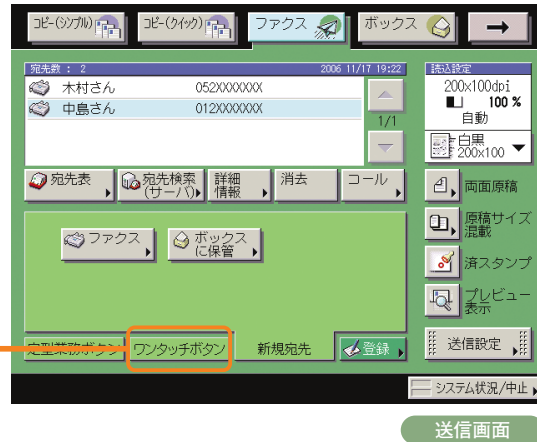 コピー(シンプル)
コピー(クイック)
ファクス
ボックス
宛先数 : 2
2006 11/17 19:22
木村さん 052XXXXXXX
中島さん 012XXXXXXX
1/1
宛先表
宛先検索
(サーバ)
詳細
情報
消去
コール
ファクス
ボックス
に保管
定型業務ボタン
ワンタッチボタン
新規宛先
登録
読込設定
200×100dpi
100 %
自動
白黒
200×100
両面原稿
原稿サイズ
混載
済スタンプ
プレビュー
表示
送信設定
システム状況/中止
送信画面